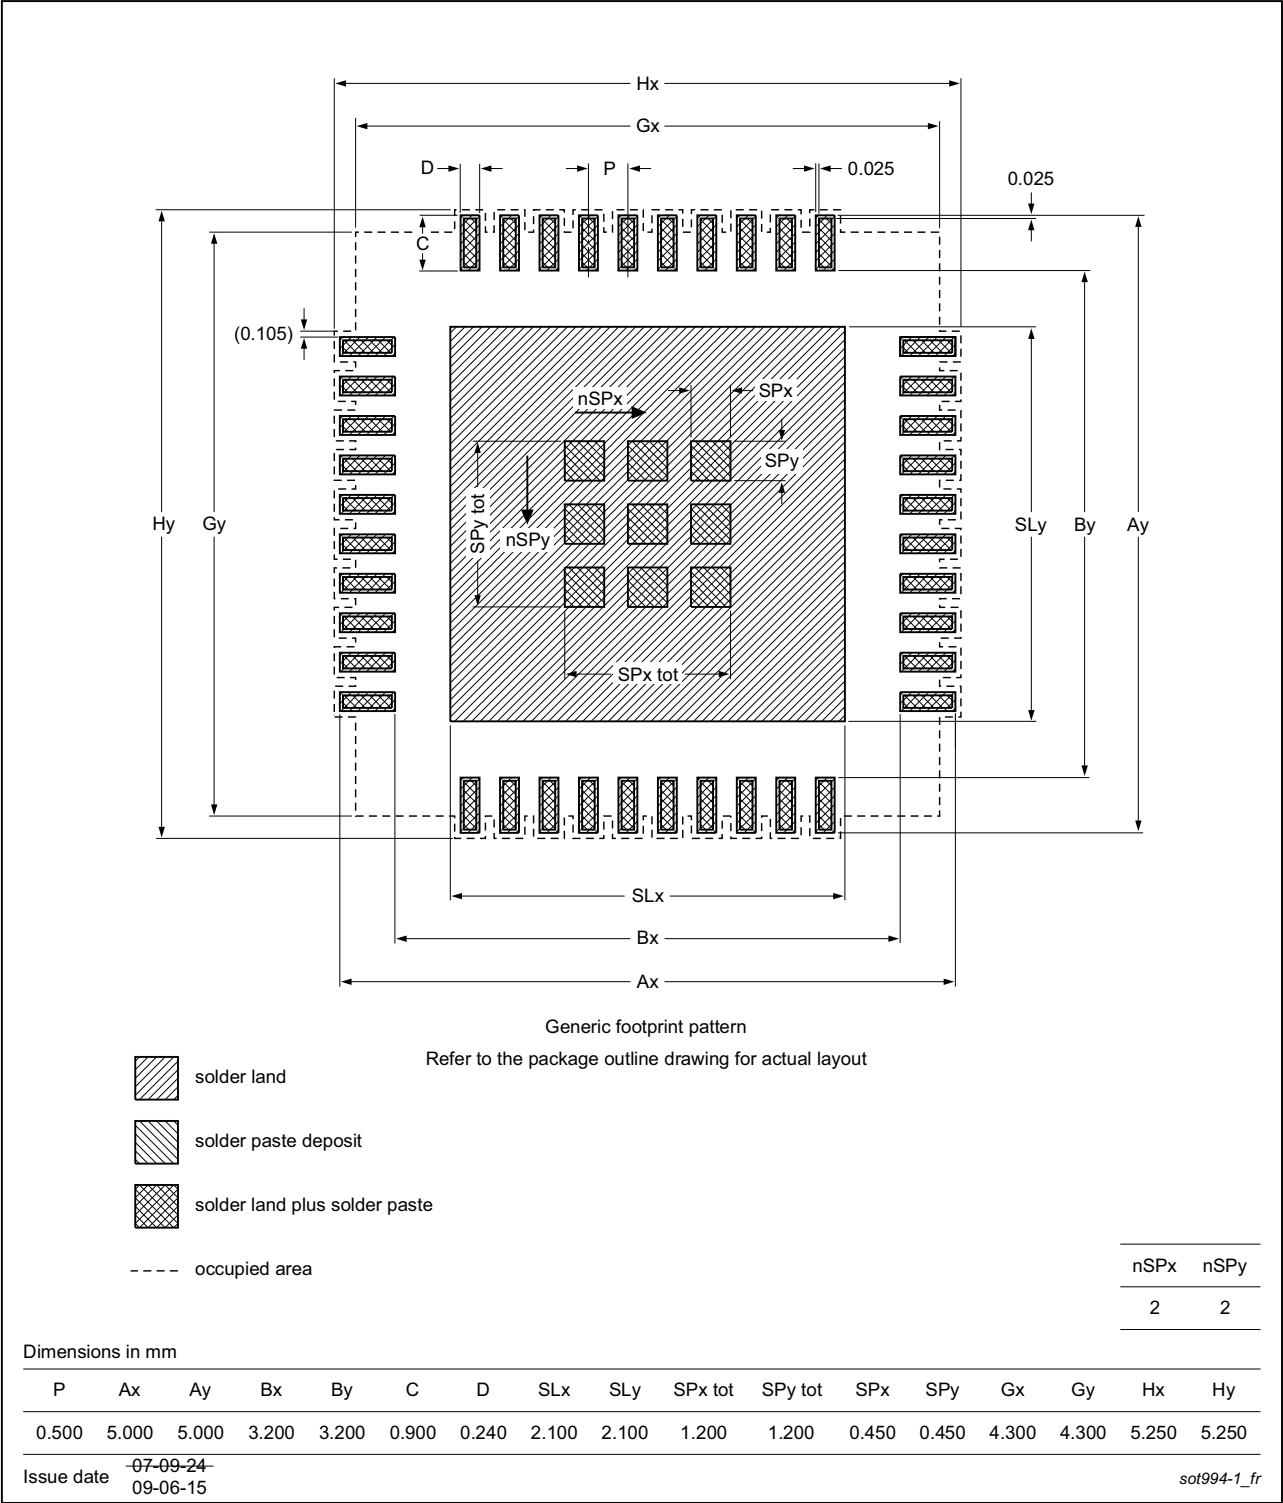 Hx
Gx
D
P
0.025
0.025
C
(0.105)
nSPx
SPx
SPy
SPy tot
nSPy
Hy
Gy
SLy
By
Ay
SPx tot
SLx
Bx
Ax
Generic footprint pattern
Refer to the package outline drawing for actual layout
solder land
solder paste deposit
solder land plus solder paste
occupied area
nSPx nSPy
2 2
Dimensions in mm
P Ax Ay Bx By C D SLx SLy SPx tot SPy tot SPx SPy Gx Gy Hx Hy
0.500 5.000 5.000 3.200 3.200 0.900 0.240 2.100 2.100 1.200 1.200 0.450 0.450 4.300 4.300 5.250 5.250
Issue date 07-09-24
09-06-15
sot994-1_fr